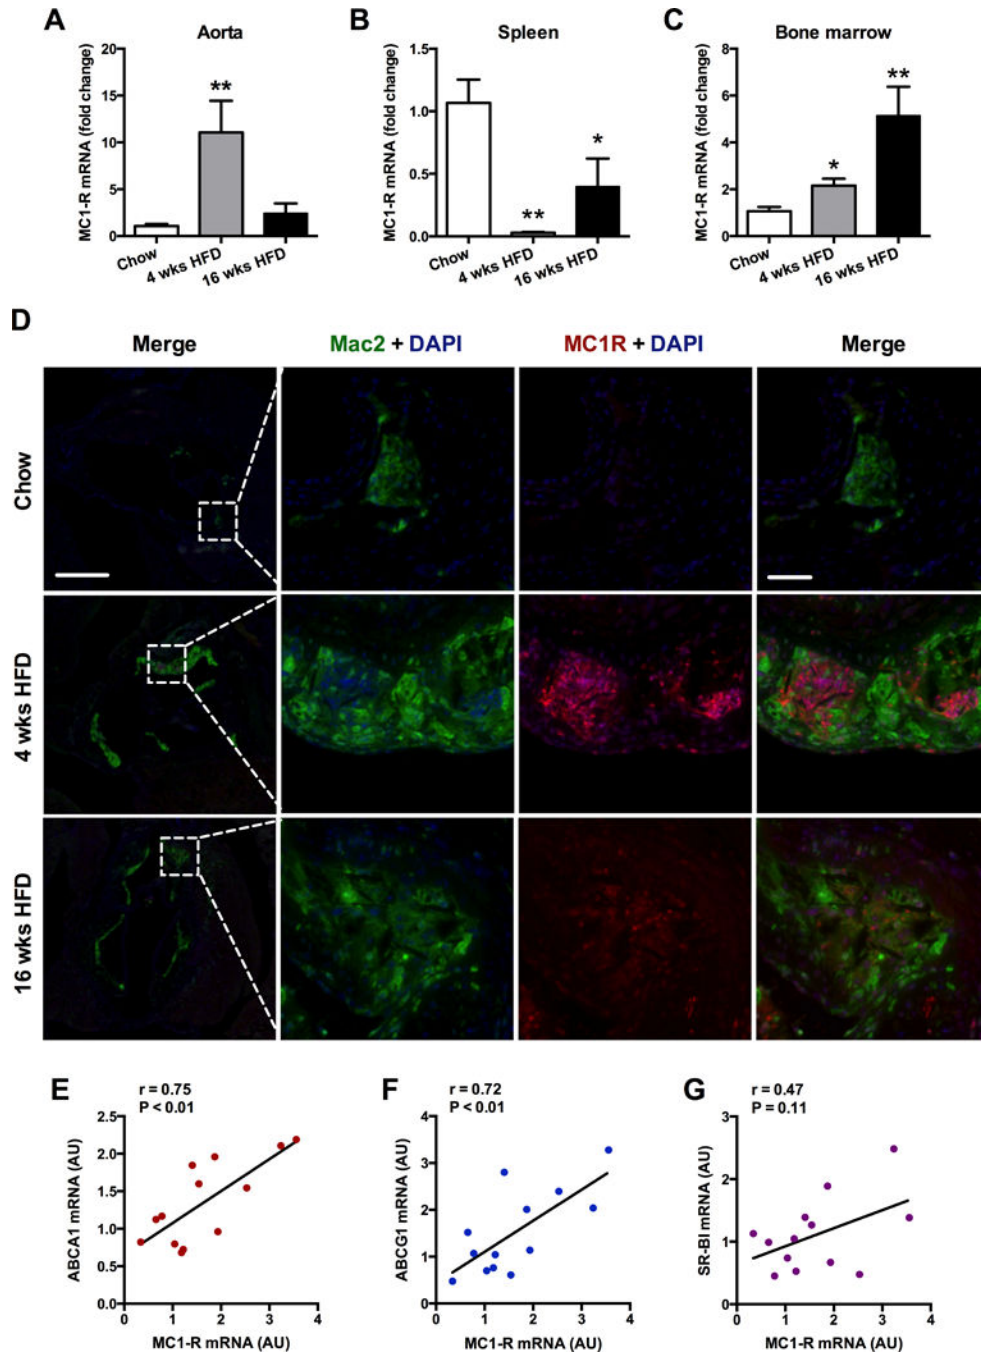 A
Aorta
MC1-R mRNA (fold change)
20
15
10
5
0
**
Chow
4 wks HFD
16 wks HFD
B
Spleen
MC1-R mRNA (fold change)
1.5
1.0
0.5
0.0
**
*
Chow
4 wks HFD
16 wks HFD
C
Bone marrow
MC1-R mRNA (fold change)
8
6
4
2
0
*
**
Chow
4 wks HFD
16 wks HFD
D
Merge
Mac2 + DAPI
MC1R + DAPI
Merge
Chow
4 wks HFD
16 wks HFD
E
r = 0.75
P < 0.01
ABCA1 mRNA (AU)
2.5
2.0
1.5
1.0
0.5
0.0
0 1 2 3 4
MC1-R mRNA (AU)
F
r = 0.72
P < 0.01
ABCG1 mRNA (AU)
4
3
2
1
0
0 1 2 3 4
MC1-R mRNA (AU)
G
r = 0.47
P = 0.11
SR-BI mRNA (AU)
3
2
1
0
0 1 2 3 4
MC1-R mRNA (AU)